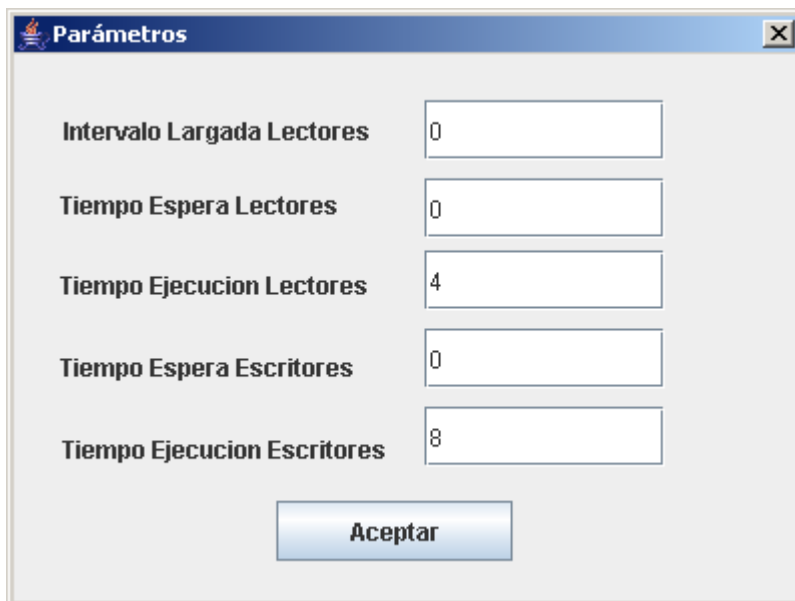 Parámetros
Intervalo Largada Lectores 0
Tiempo Espera Lectores 0
Tiempo Ejecucion Lectores 4
Tiempo Espera Escritores 0
Tiempo Ejecucion Escritores 8
Aceptar